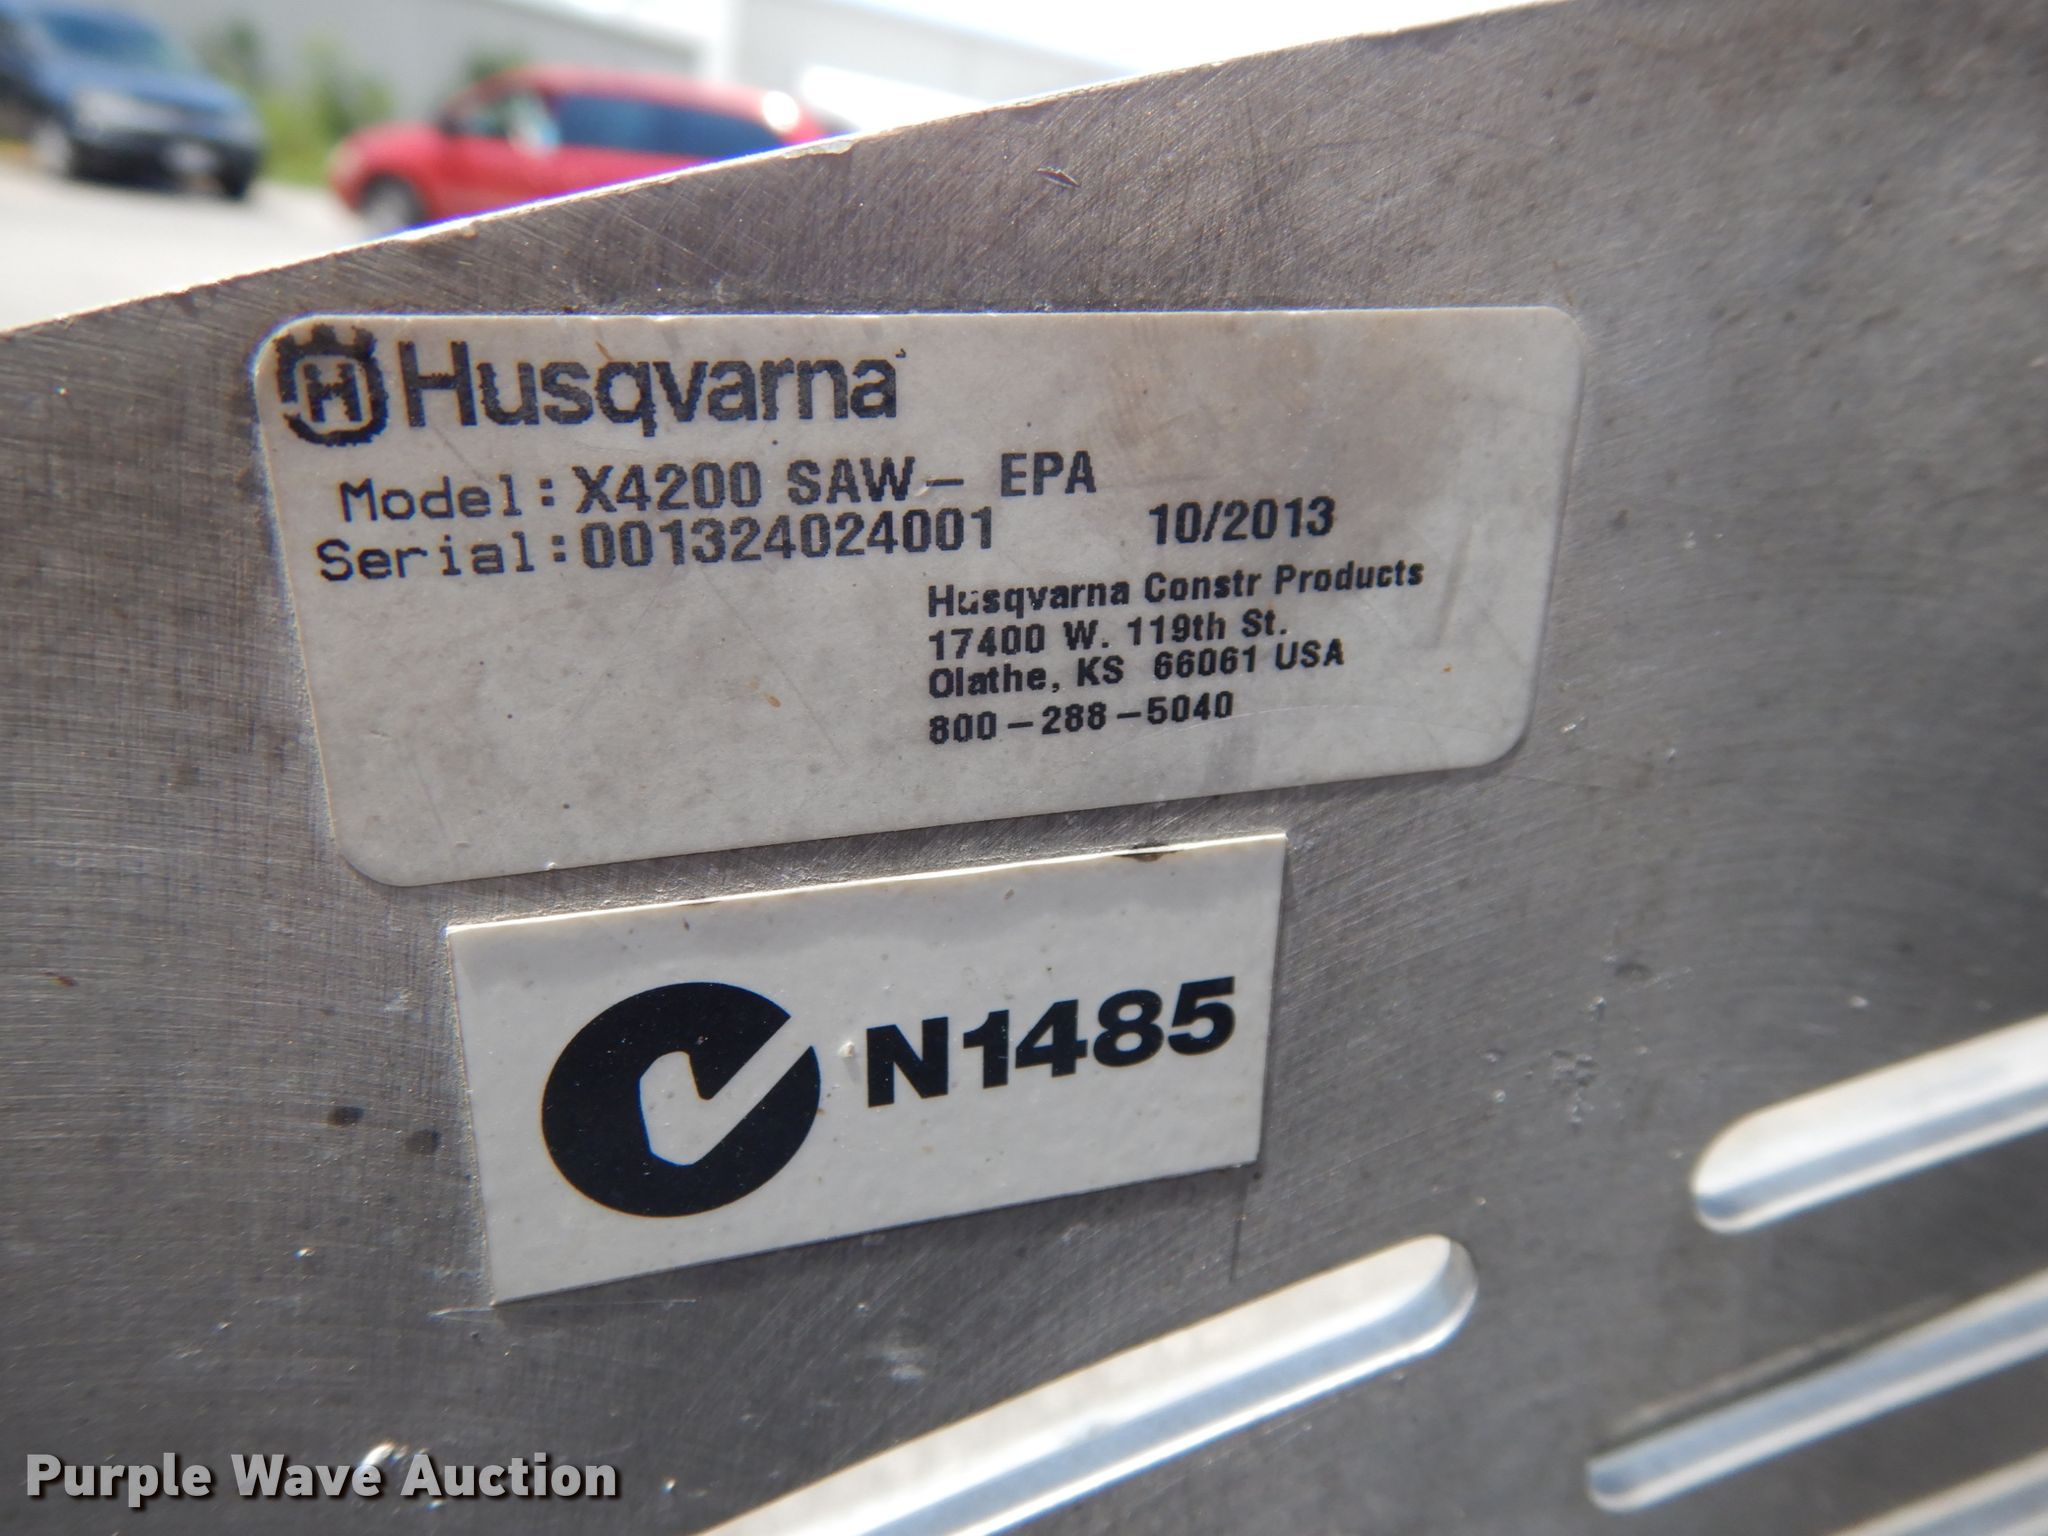 Husqvarna
Model: X4200 SAW- EPA
Serial: 001324024001 10/2013
Husqvarna Constr Products
17400 W. 119th St.
Olathe, KS 66061 USA
800-288-5040
N1485
Purple Wave Auction